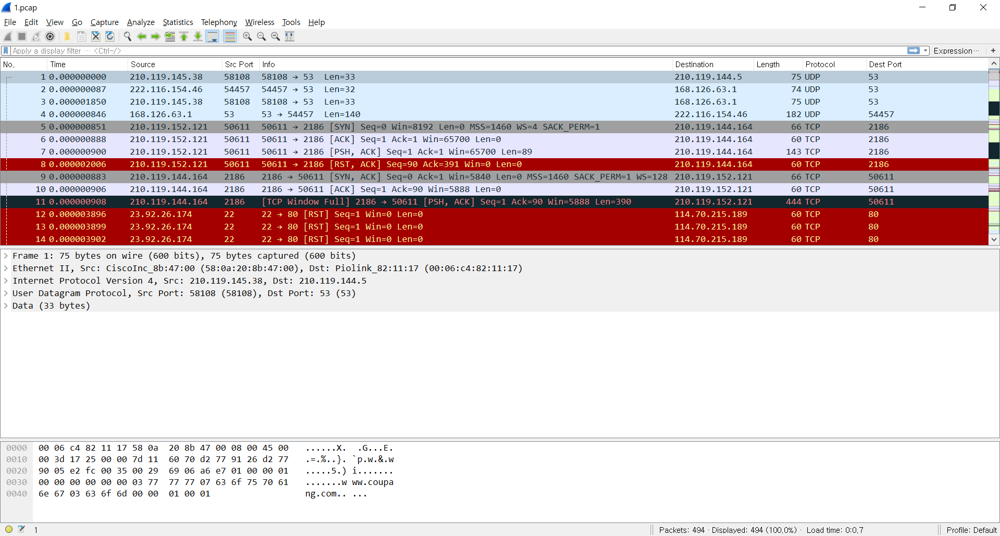 1.pcap
File Edit View Go Capture Analyze Statistics Telephony Wireless Tools Help
Apply a display filter ··· <Ctrl-/> Expression··· +
No. Time Source Src Port Info Destination Length Protocol Dest Port
1 0.000000000 210.119.145.38 58108 58108 → 53 Len=33 210.119.144.5 75 UDP 53
2 0.000000087 222.116.154.46 54457 54457 → 53 Len=32 168.126.63.1 74 UDP 53
3 0.000001850 210.119.145.38 58108 58108 → 53 Len=33 168.126.63.1 75 UDP 53
4 0.000000846 168.126.63.1 53 53 → 54457 Len=140 222.116.154.46 182 UDP 54457
5 0.000000851 210.119.152.121 50611 50611 → 2186 [SYN] Seq=0 Win=8192 Len=0 MSS=1460 WS=4 SACK_PERM=1 210.119.144.164 66 TCP 2186
6 0.000000888 210.119.152.121 50611 50611 → 2186 [ACK] Seq=1 Ack=1 Win=65700 Len=0 210.119.144.164 60 TCP 2186
7 0.000000900 210.119.152.121 50611 50611 → 2186 [PSH, ACK] Seq=1 Ack=1 Win=65700 Len=89 210.119.144.164 143 TCP 2186
8 0.000002006 210.119.152.121 50611 50611 → 2186 [RST, ACK] Seq=90 Ack=391 Win=0 Len=0 210.119.144.164 60 TCP 2186
9 0.000000883 210.119.144.164 2186 2186 → 50611 [SYN, ACK] Seq=0 Ack=1 Win=5840 Len=0 MSS=1460 SACK_PERM=1 WS=128 210.119.152.121 66 TCP 50611
10 0.000000906 210.119.144.164 2186 2186 → 50611 [ACK] Seq=1 Ack=90 Win=5888 Len=0 210.119.152.121 60 TCP 50611
11 0.000000908 210.119.144.164 2186 [TCP Window Full] 2186 → 50611 [PSH, ACK] Seq=1 Ack=90 Win=5888 Len=390 210.119.152.121 444 TCP 50611
12 0.000003896 23.92.26.174 22 22 → 80 [RST] Seq=1 Win=0 Len=0 114.70.215.189 60 TCP 80
13 0.000003899 23.92.26.174 22 22 → 80 [RST] Seq=1 Win=0 Len=0 114.70.215.189 60 TCP 80
14 0.000003902 23.92.26.174 22 22 → 80 [RST] Seq=1 Win=0 Len=0 114.70.215.189 60 TCP 80
Frame 1: 75 bytes on wire (600 bits), 75 bytes captured (600 bits)
Ethernet II, Src: CiscoInc_8b:47:00 (58:0a:20:8b:47:00), Dst: Piolink_82:11:17 (00:06:c4:82:11:17)
Internet Protocol Version 4, Src: 210.119.145.38, Dst: 210.119.144.5
User Datagram Protocol, Src Port: 58108 (58108), Dst Port: 53 (53)
Data (33 bytes)
0000 00 06 c4 82 11 17 58 0a 20 8b 47 00 08 00 45 00 ......X. .G...E.
0010 00 3d 17 25 00 00 7d 11 60 70 d2 77 91 26 d2 77 .=.%..}. `p.w.&.w
0020 90 05 e2 fc 00 35 00 29 69 06 a6 e7 01 00 00 01 .....5.) i.......
0030 00 00 00 00 00 00 03 77 77 77 07 63 6f 75 70 61 .......w ww.coupa
0040 6e 67 03 63 6f 6d 00 00 01 00 01 ng.com.. ...
1 Packets: 494 · Displayed: 494 (100.0%) · Load time: 0:0.7 Profile: Default